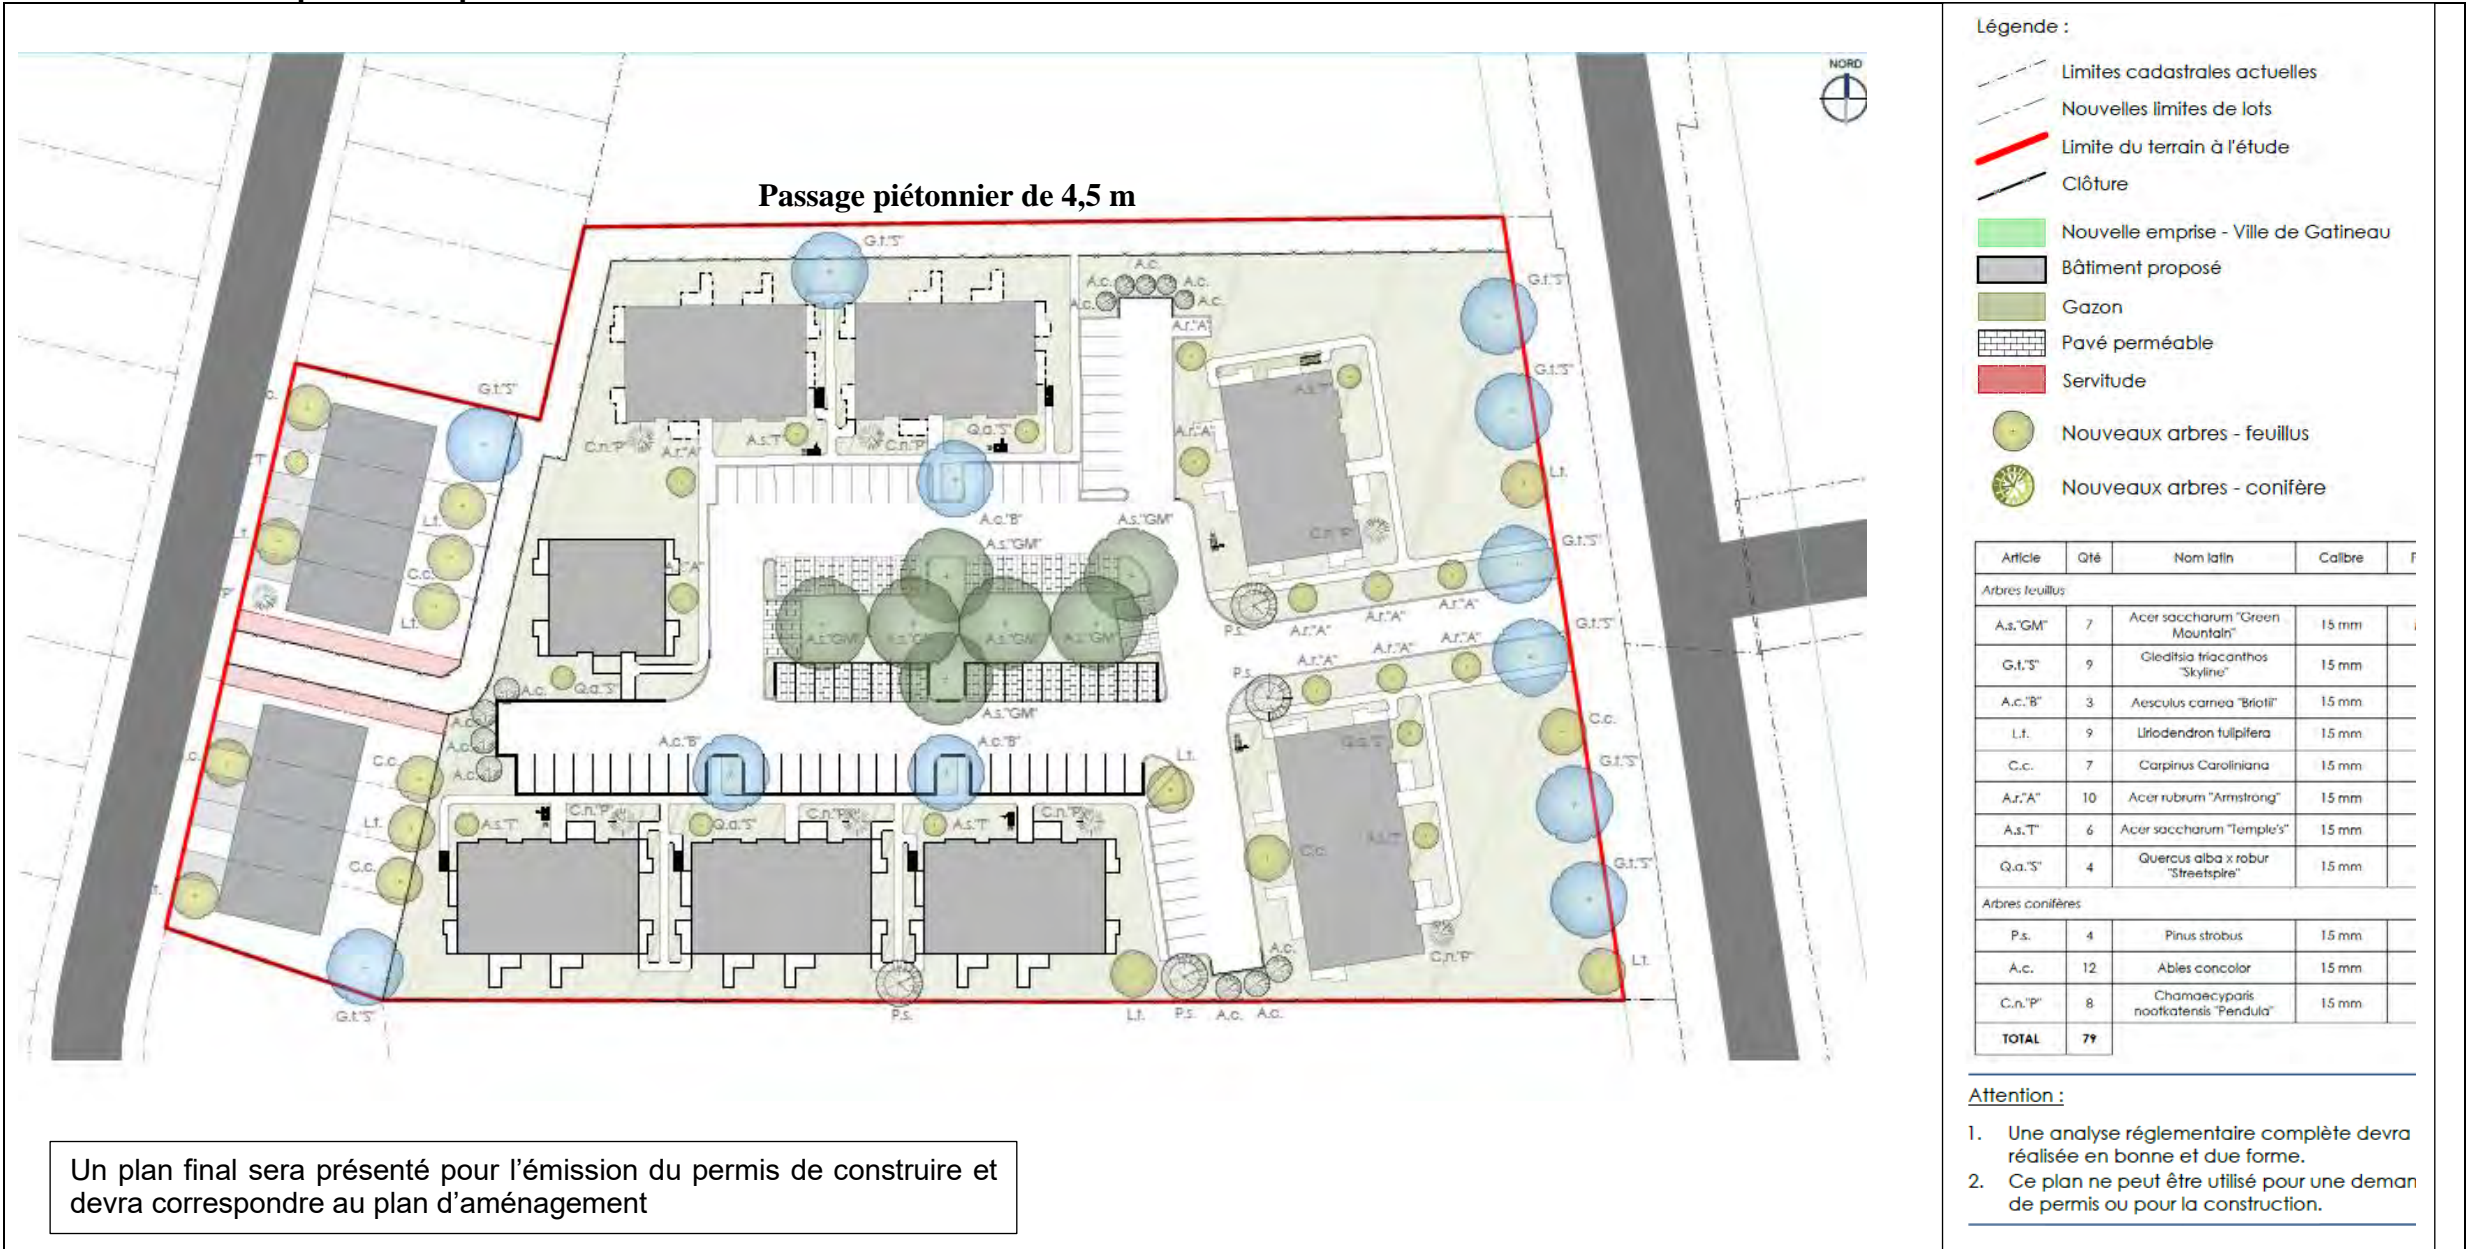 NORD
Passage piétonnier de 4,5 m
G.t."S"
A.c.
A.c. A.c.
A.c. A.c.
G.t."S"
A.r."A"
G.t."S"
A.s."T"
G.t."S"
A.r."A"
A.s."T"
Q.a."S"
C.n."P"
A.r."A"
C.n."P"
L.t.
L.t.
A.c."B"
A.s."GM"
A.s."GM"
C.n."P"
G.t."S"
C.c.
A.r."A"
L.t.
A.s."GM"
A.s."GM"
A.s."GM"
P.s.
A.r."A"
A.r."A"
A.r."A"
G.t."S"
A.r."A"
A.r."A"
A.r."A"
P.s.
A.c.
Q.a."S"
A.s."GM"
A.c.
A.c.
A.c.
A.c."B"
A.c."B"
C.c.
Q.a."S"
C.c.
L.t.
G.t."S"
L.t.
C.c.
A.s."T"
C.n."P"
Q.a."S"
C.n."P"
A.s."T"
C.n."P"
C.c.
A.s."T"
G.t."S"
A.c.
C.n."P"
L.t.
G.t."S"
P.s.
L.t.
P.s.
A.c.
A.c.
Un plan final sera présenté pour l’émission du permis de construire et
devra correspondre au plan d’aménagement
Légende :
Limites cadastrales actuelles
Nouvelles limites de lots
Limite du terrain à l'étude
Clôture
Nouvelle emprise - Ville de Gatineau
Bâtiment proposé
Gazon
Pavé perméable
Servitude
Nouveaux arbres - feuillus
Nouveaux arbres - conifère
Article Qté Nom latin Calibre
Arbres feuillus
A.s."GM" 7 Acer saccharum "Green Mountain" 15 mm
G.t."S" 9 Gleditsia triacanthos "Skyline" 15 mm
A.c."B" 3 Aesculus carnea "Briotii" 15 mm
L.t. 9 Liriodendron tulipifera 15 mm
C.c. 7 Carpinus Caroliniana 15 mm
A.r."A" 10 Acer rubrum "Armstrong" 15 mm
A.s."T" 6 Acer saccharum "Temple's" 15 mm
Q.a."S" 4 Quercus alba x robur "Streetspire" 15 mm
Arbres conifères
P.s. 4 Pinus strobus 15 mm
A.c. 12 Abies concolor 15 mm
C.n."P" 8 Chamaecyparis nootkatensis "Pendula" 15 mm
TOTAL 79
Attention :
1. Une analyse réglementaire complète devra
réalisée en bonne et due forme.
2. Ce plan ne peut être utilisé pour une deman
de permis ou pour la construction.